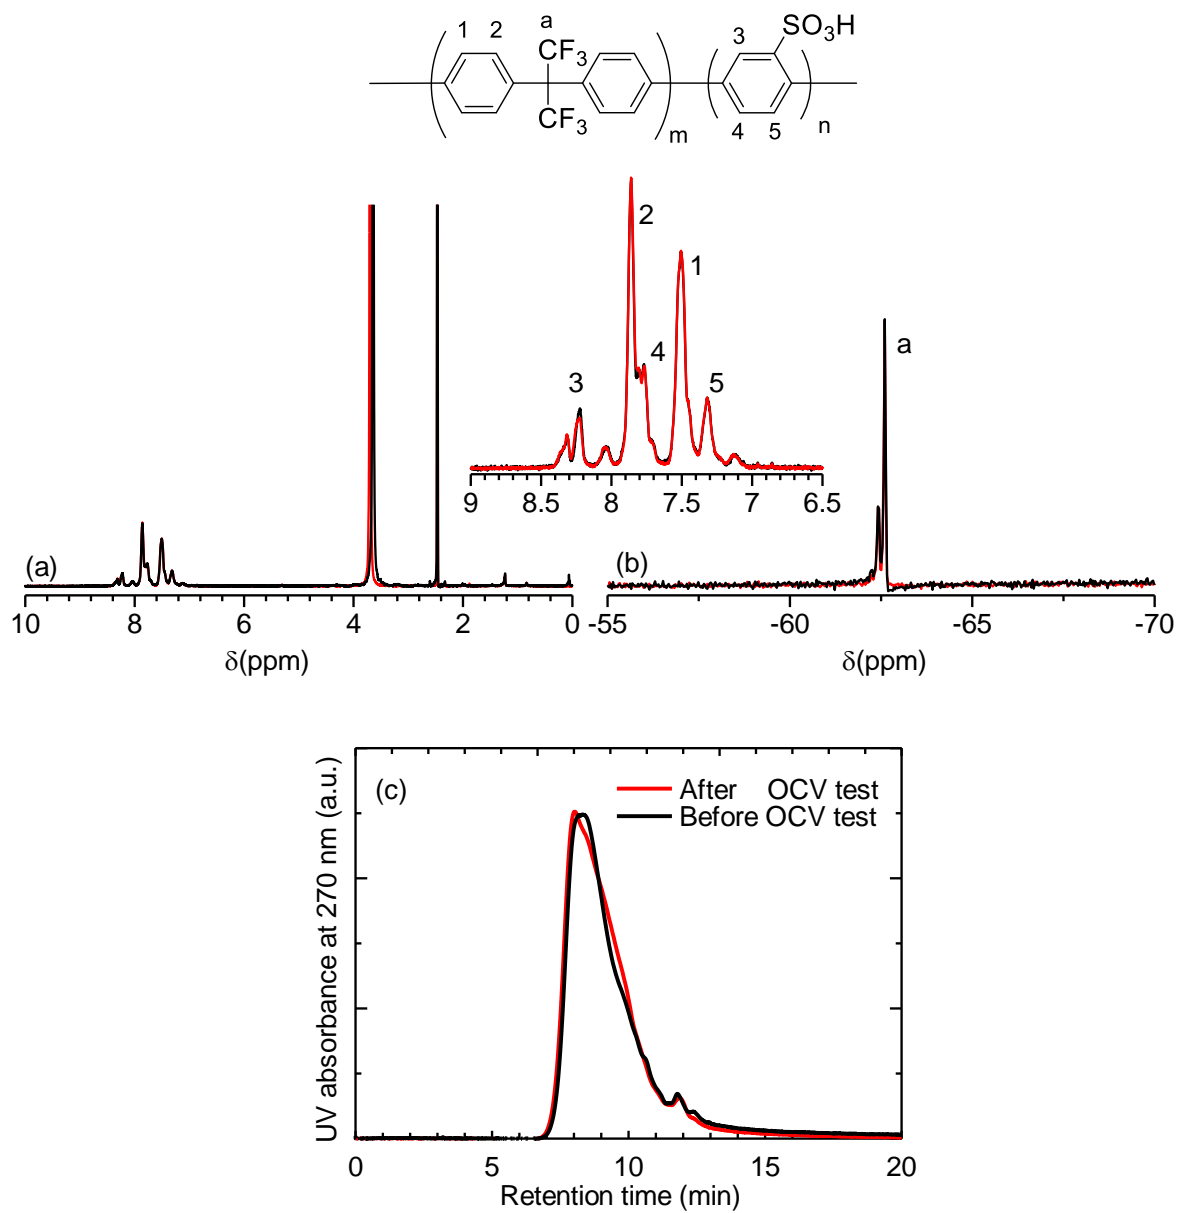 SO3H
1 2 a 3
CF3
CF3
4 5
m n
2
1
4
3
5
9 8.5 8 7.5 7 6.5
a
(a)
(b)
10 8 6 4 2 0
-55 -60 -65 -70
δ(ppm)
δ(ppm)
(c)
After OCV test
Before OCV test
UV absorbance at 270 nm (a.u.)
0 5 10 15 20
Retention time (min)